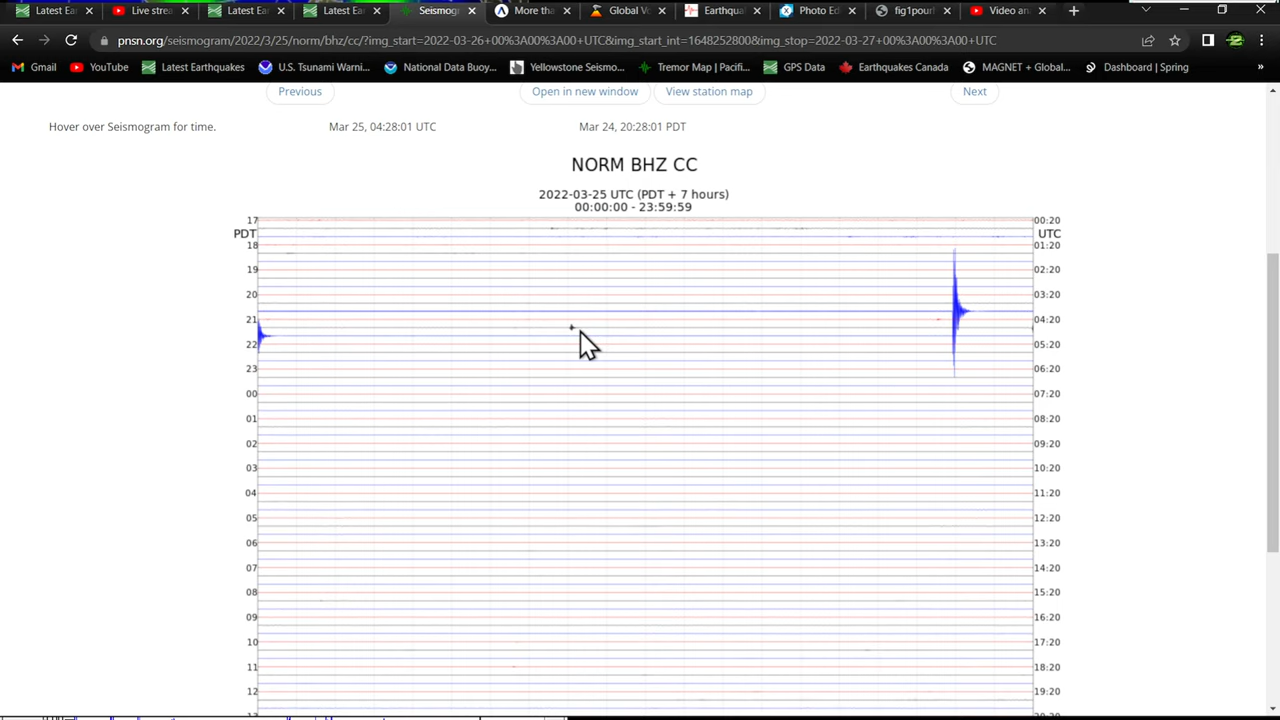 Latest Ea
Live strea
Latest Ea
Latest Ea
Seismog
More tha
Global Vo
Earthqua
Photo Ed
fig1pourh
Video ana
pnsn.org/seismogram/2022/3/25/norm/bhz/cc/?img_start=2022-03-26+00%3A00%3A00+UTC&img_start_int=1648252800&img_stop=2022-03-27+00%3A00%3A00+UTC
Gmail
YouTube
Latest Earthquakes
U.S. Tsunami Warni...
National Data Buoy...
Yellowstone Seismo...
Tremor Map | Pacifi...
GPS Data
Earthquakes Canada
MAGNET + Global...
Dashboard | Spring
»
Previous
Open in new window
View station map
Next
Hover over Seismogram for time.
Mar 25, 04:28:01 UTC
Mar 24, 20:28:01 PDT
NORM BHZ CC
2022-03-25 UTC (PDT + 7 hours)
00:00:00 - 23:59:59
17 00:20
PDT UTC
18 01:20
19 02:20
20 03:20
21 04:20
22 05:20
23 06:20
00 07:20
01 08:20
02 09:20
03 10:20
04 11:20
05 12:20
06 13:20
07 14:20
08 15:20
09 16:20
10 17:20
11 18:20
12 19:20